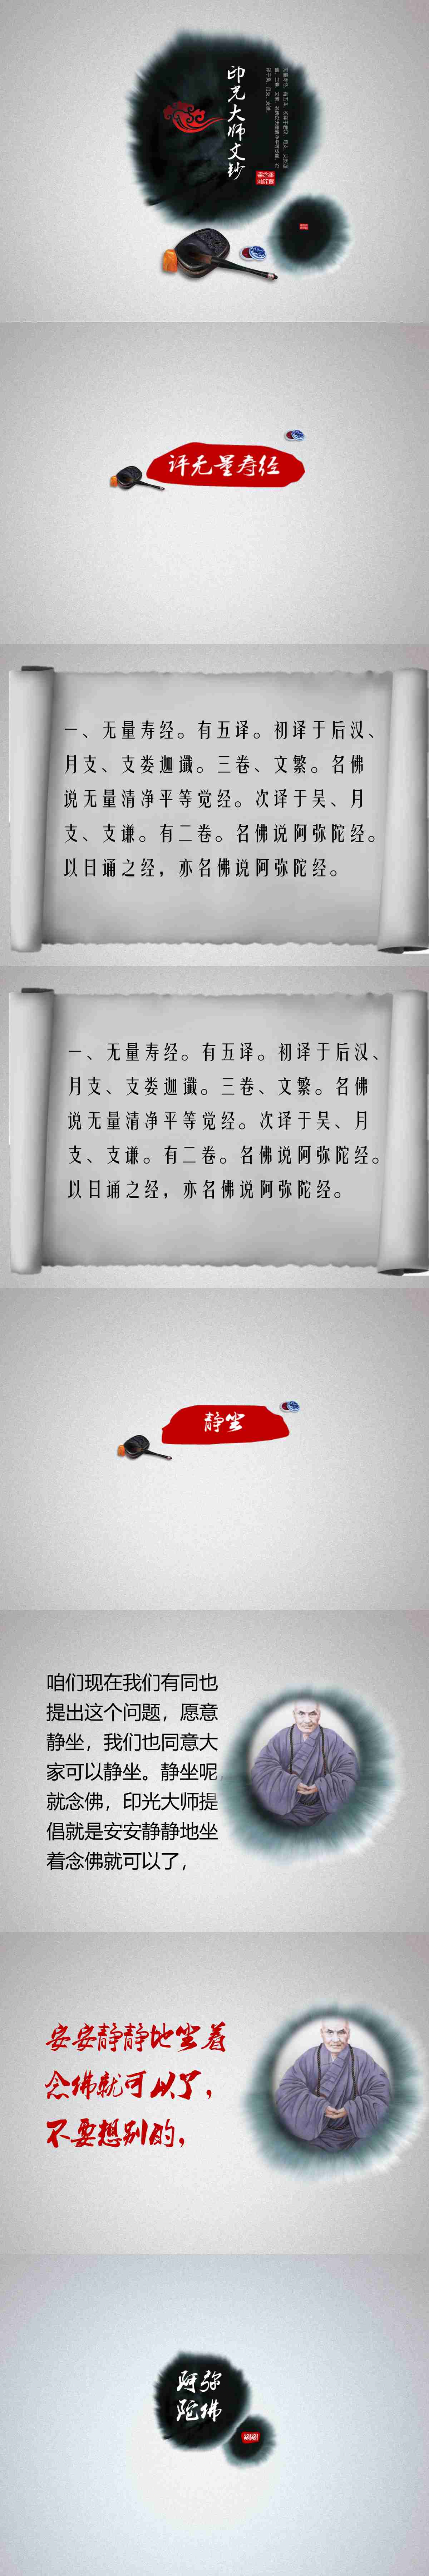 印光大师文钞
评无量寿经
一、无量寿经。有五译。初译于后汉、
月支、支娄迦谶。三卷、文繁。名佛
说无量清净平等觉经。次译于吴、月
支、支谦。有二卷。名佛说阿弥陀经。
以日诵之经，亦名佛说阿弥陀经。
一、无量寿经。有五译。初译于后汉、
月支、支娄迦谶。三卷、文繁。名佛
说无量清净平等觉经。次译于吴、月
支、支谦。有二卷。名佛说阿弥陀经。
以日诵之经，亦名佛说阿弥陀经。
静坐
咱们现在我们有同也
提出这个问题，愿意
静坐，我们也同意大
家可以静坐。静坐呢
就念佛，印光大师提
倡就是安安静静地坐
着念佛就可以了，
安安静静地坐着
念佛就可以了，
不要想别的，
阿弥
陀佛